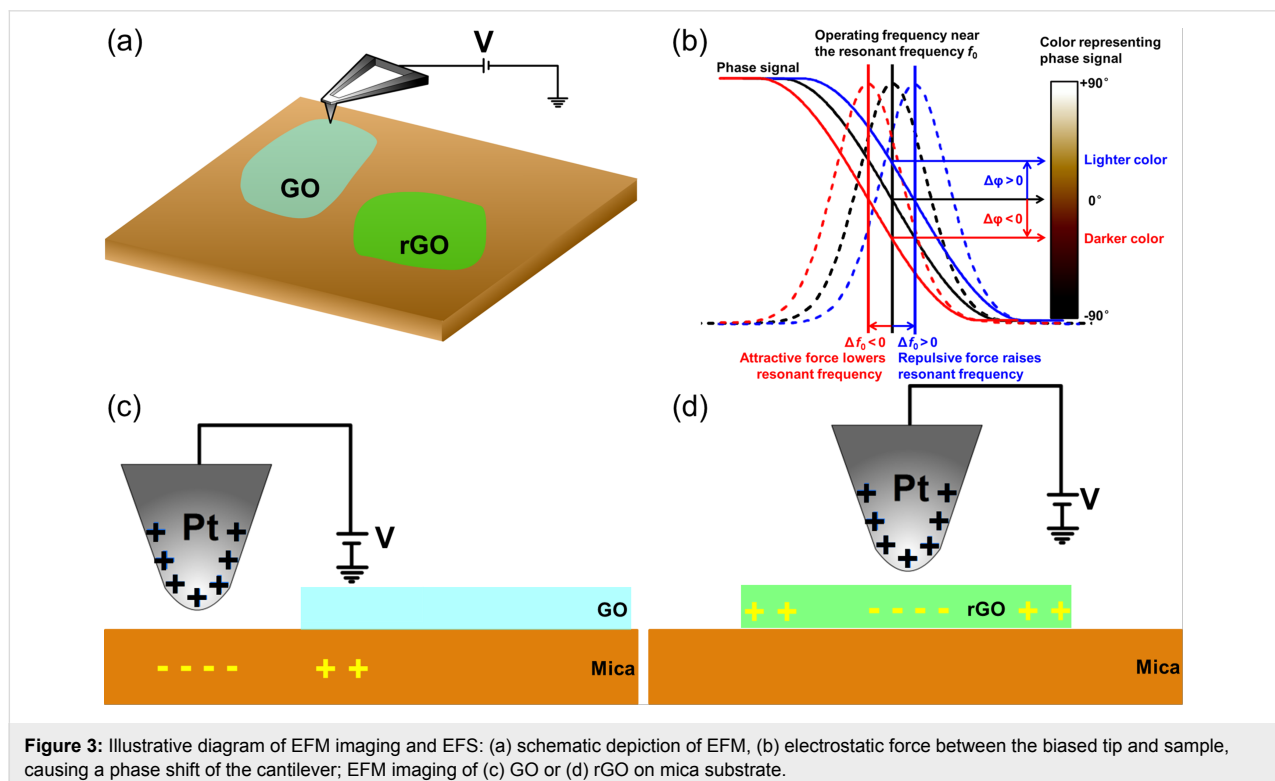 (a)
V
GO
rGO
(b)
Operating frequency near
the resonant frequency f₀
Phase signal
Color representing
phase signal
+90°
Lighter color
Δφ>0
0°
Δφ<0
Darker color
-90°
Δf₀<0
Δf₀>0
Attractive force lowers
resonant frequency
Repulsive force raises
resonant frequency
(c)
Pt
+ + + + + + + + +
V
GO
- - - - + +
Mica
(d)
Pt
+ + + + + + + + +
V
+ + - - - - rGO + +
Mica
Figure 3: Illustrative diagram of EFM imaging and EFS: (a) schematic depiction of EFM, (b) electrostatic force between the biased tip and sample,
causing a phase shift of the cantilever; EFM imaging of (c) GO or (d) rGO on mica substrate.